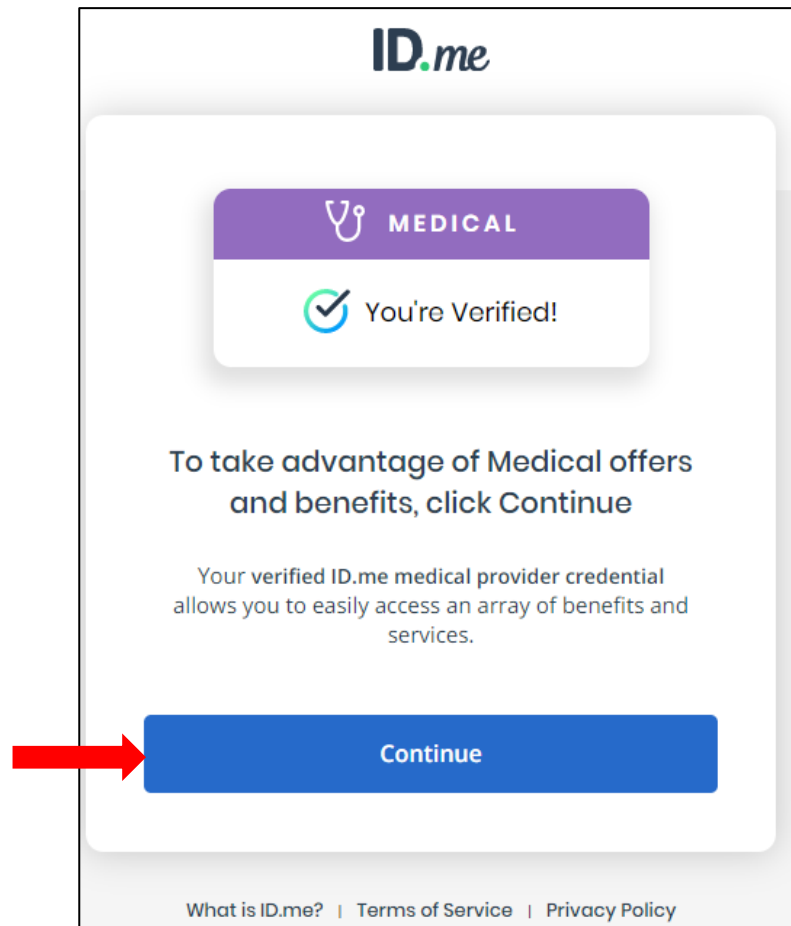 ID.me
MEDICAL
You're Verified!
To take advantage of Medical offers
and benefits, click Continue
Your verified ID.me medical provider credential
allows you to easily access an array of benefits and
services.
Continue
What is ID.me? | Terms of Service | Privacy Policy